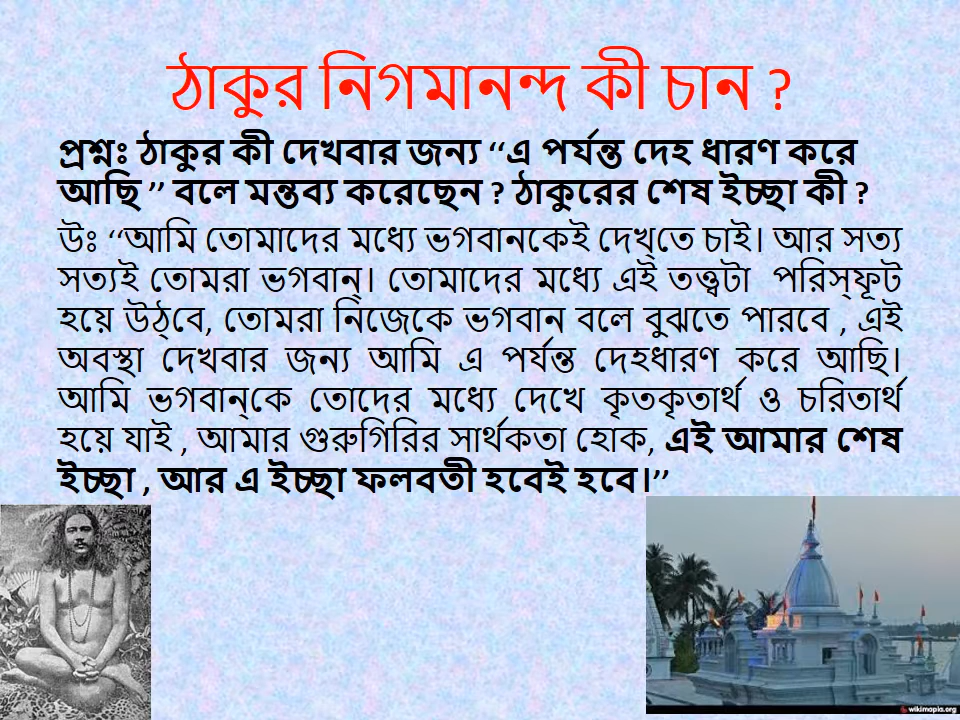 ঠাকুর নিগমানন্দ কী চান ?
প্রশ্নঃ ঠাকুর কী দেখবার জন্য “এ পর্যন্ত দেহ ধারণ করে
আছি ” বলে মন্তব্য করেছেন ? ঠাকুরের শেষ ইচ্ছা কী ?
উঃ “আমি তোমাদের মধ্যে ভগবানকেই দেখ্‌তে চাই। আর সত্য
সত্যই তোমরা ভগবান্‌। তোমাদের মধ্যে এই তত্ত্বটা পরিস্ফূট
হয়ে উঠ্‌বে, তোমরা নিজেকে ভগবান বলে বুঝতে পারবে , এই
অবস্থা দেখবার জন্য আমি এ পর্যন্ত দেহধারণ করে আছি।
আমি ভগবান্‌কে তোদের মধ্যে দেখে কৃতকৃতার্থ ও চরিতার্থ
হয়ে যাই , আমার গুরুগিরির সার্থকতা হোক, এই আমার শেষ
ইচ্ছা , আর এ ইচ্ছা ফলবতী হবেই হবে।”
wikimapia.org